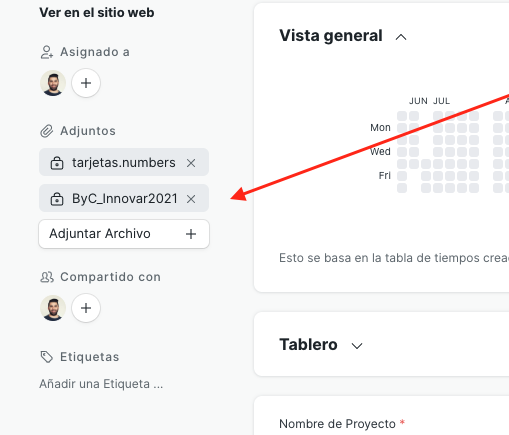 Ver en el sitio web
Asignado a
Adjuntos
tarjetas.numbers
ByC_Innovar2021
Adjuntar Archivo
Compartido con
Etiquetas
Añadir una Etiqueta ...
Vista general
JUN JUL
Mon
Wed
Fri
Esto se basa en la tabla de tiempos
Tablero
Nombre de Proyecto *